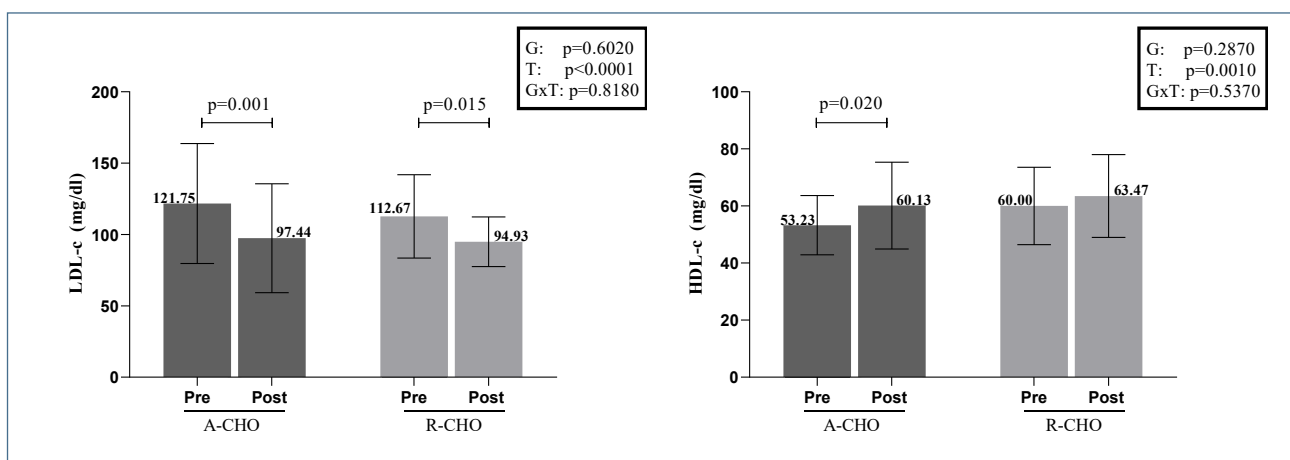 G: p=0.6020
T: p<0.0001
GxT: p=0.8180
p=0.001
p=0.015
200
150
100
50
0
LDL-c (mg/dl)
121.75
97.44
112.67
94.93
Pre
Post
Pre
Post
A-CHO
R-CHO
G: p=0.2870
T: p=0.0010
GxT: p=0.5370
p=0.020
100
80
60
40
20
0
HDL-c (mg/dl)
53.23
60.13
60.00
63.47
Pre
Post
Pre
Post
A-CHO
R-CHO